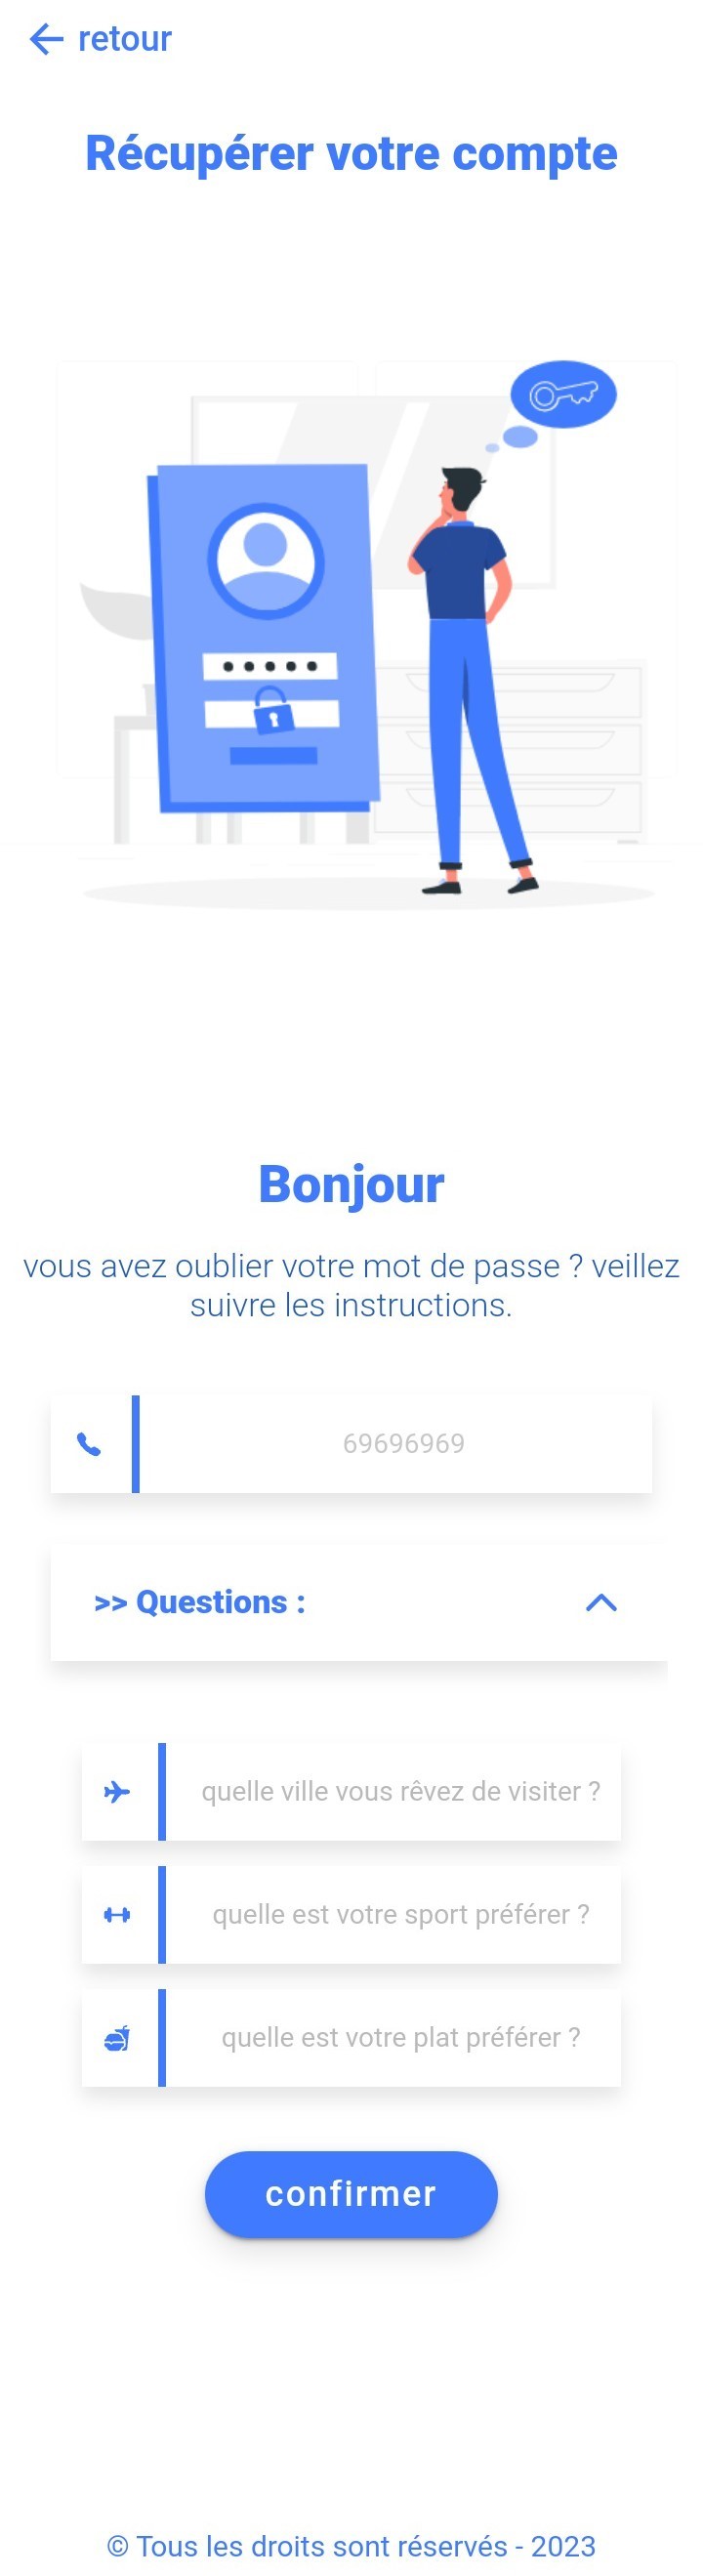 retour
Récupérer votre compte
Bonjour
vous avez oublier votre mot de passe ? veillez
suivre les instructions.
69696969
>> Questions :
quelle ville vous rêvez de visiter ?
quelle est votre sport préférer ?
quelle est votre plat préférer ?
confirmer
© Tous les droits sont réservés - 2023